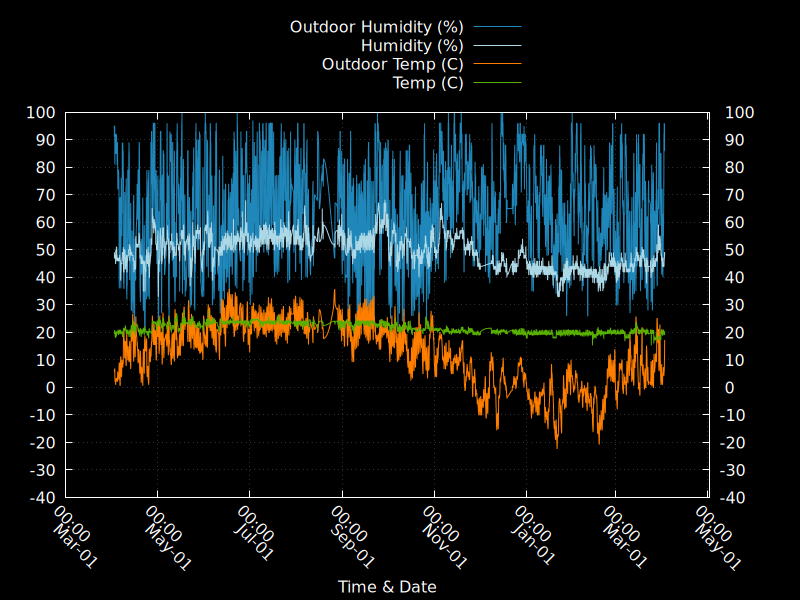 Outdoor Humidity (%)
Humidity (%)
Outdoor Temp (C)
Temp (C)
100 100
90 90
80 80
70 70
60 60
50 50
40 40
30 30
20 20
10 10
0 0
-10 -10
-20 -20
-30 -30
-40 -40
00:00
Mar-01
00:00
May-01
00:00
Jul-01
00:00
Sep-01
00:00
Nov-01
00:00
Jan-01
00:00
Mar-01
00:00
May-01
Time & Date